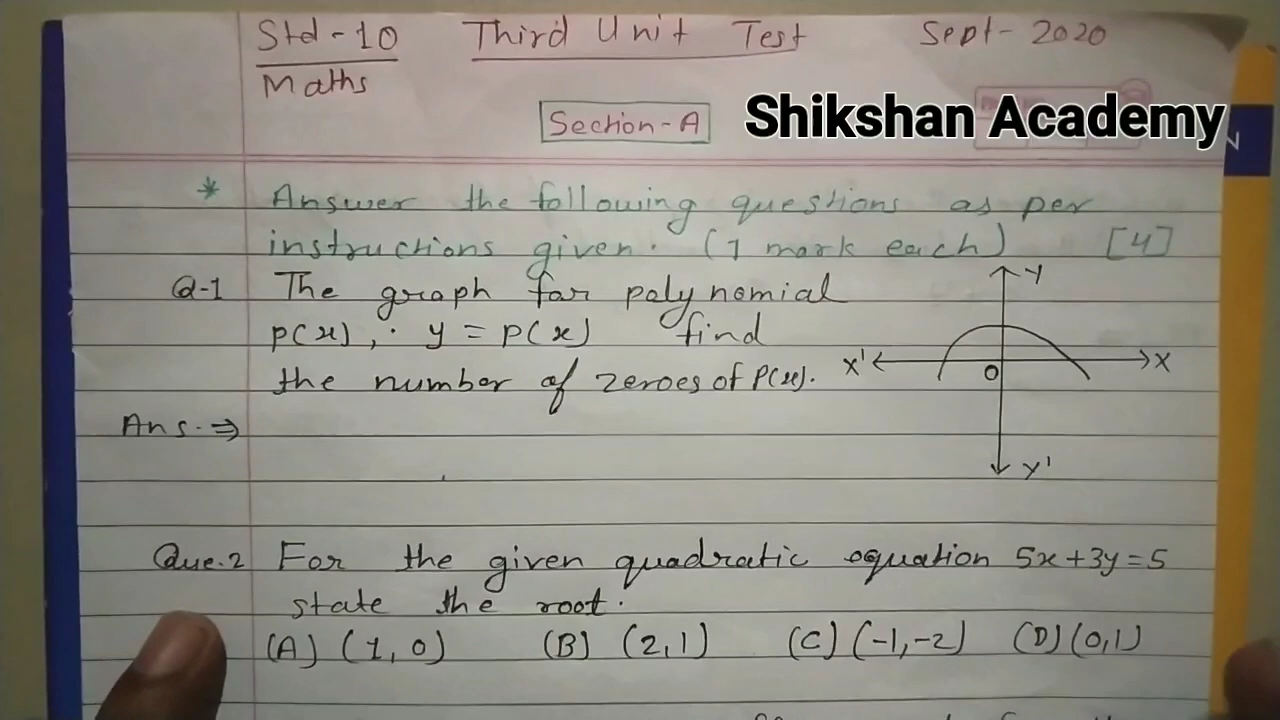 Std-10 Third Unit Test Sept-2020
Maths
Section-A
Shikshan Academy
* Answer the following questions as per
instructions given. (1 mark each) [4]
Q-1 The graph for polynomial
p(x), y = P(x) find
the number of zeroes of P(x).
Y
X' X
O
Y'
Ans.⇒
Que.2 For the given quadratic equation 5x+3y=5
state the root.
(A) (1, 0) (B) (2,1) (C) (-1,-2) (D) (0,1)